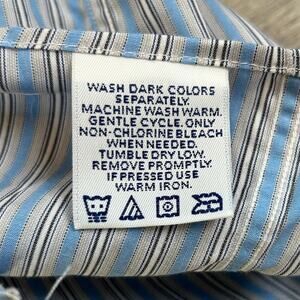 WASH DARK COLORS
SEPARATELY.
MACHINE WASH WARM.
GENTLE CYCLE. ONLY
NON-CHLORINE BLEACH
WHEN NEEDED.
TUMBLE DRY LOW.
REMOVE PROMPTLY.
IF PRESSED USE
WARM IRON.